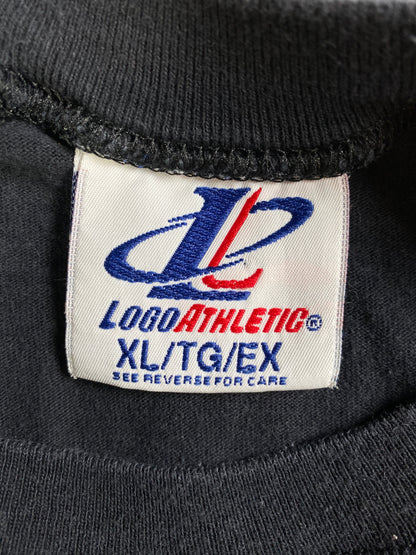 L
LOGOATHLETIC®
XL/TG/EX
SEE REVERSE FOR CARE